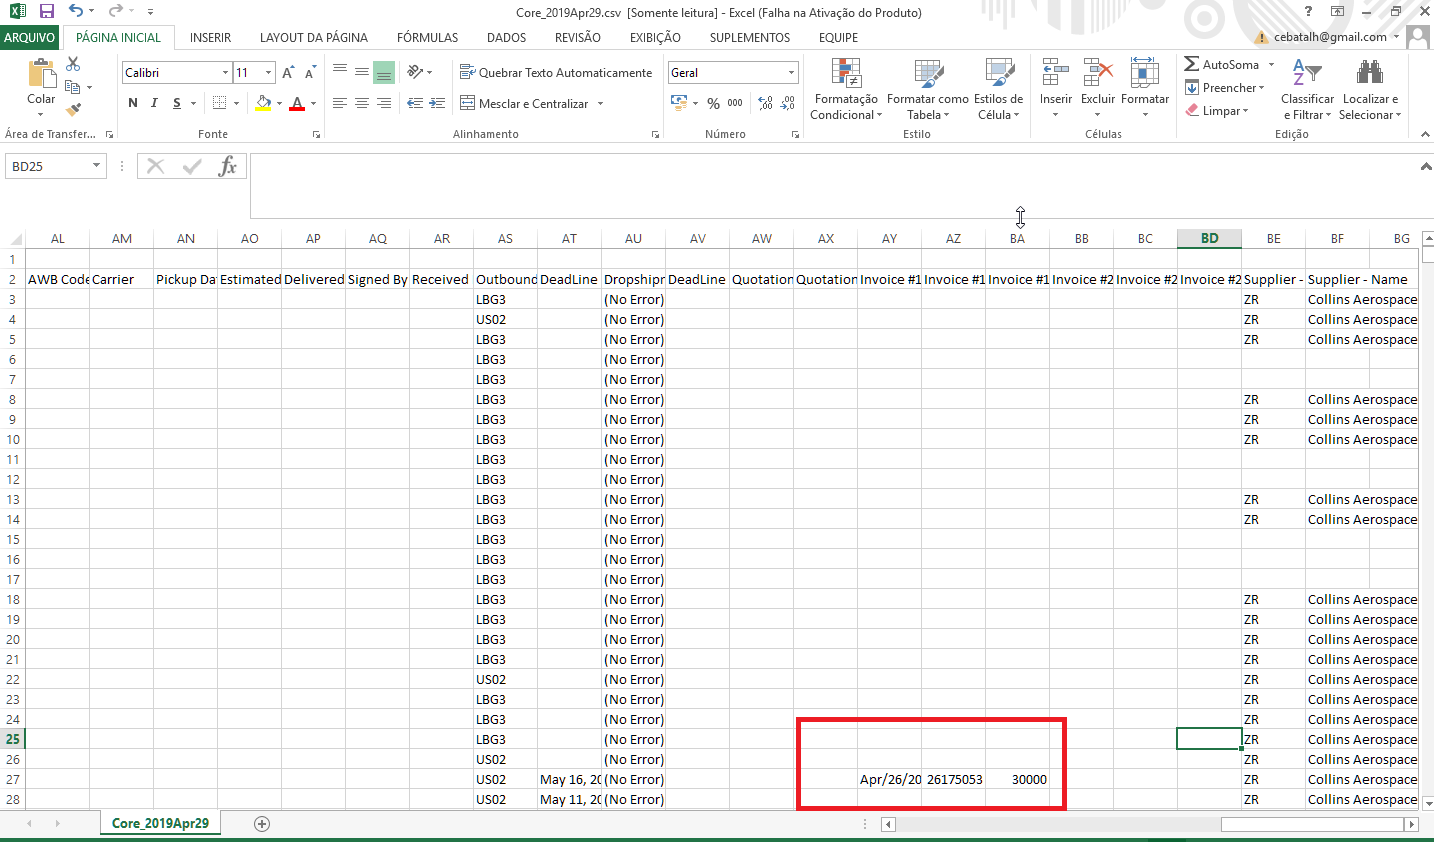 Core_2019Apr29.csv [Somente leitura] - Excel (Falha na Ativação do Produto)
ARQUIVO PÁGINA INICIAL INSERIR LAYOUT DA PÁGINA FÓRMULAS DADOS REVISÃO EXIBIÇÃO SUPLEMENTOS EQUIPE cebatalh@gmail.com
Colar
Área de Transfer...
Calibri 11
N I S
Fonte
Quebrar Texto Automaticamente
Mesclar e Centralizar
Alinhamento
Geral
% 000
Número
Formatação Condicional
Formatar como Tabela
Estilos de Célula
Estilo
Inserir Excluir Formatar
Células
AutoSoma
Preencher
Limpar
Classificar e Filtrar
Localizar e Selecionar
Edição
BD25 fx
AL AM AN AO AP AQ AR AS AT AU AV AW AX AY AZ BA BB BC BD BE BF BG
1
2 AWB Code Carrier Pickup Da Estimated Delivered Signed By Received Outbound DeadLine Dropshipr DeadLine Quotation Quotation Invoice #1 Invoice #1 Invoice #1 Invoice #2 Invoice #2 Invoice #2 Supplier - Supplier - Name
3 LBG3 (No Error) ZR Collins Aerospace
4 US02 (No Error) ZR Collins Aerospace
5 LBG3 (No Error) ZR Collins Aerospace
6 LBG3 (No Error)
7 LBG3 (No Error)
8 LBG3 (No Error) ZR Collins Aerospace
9 LBG3 (No Error) ZR Collins Aerospace
10 LBG3 (No Error) ZR Collins Aerospace
11 LBG3 (No Error)
12 LBG3 (No Error)
13 LBG3 (No Error) ZR Collins Aerospace
14 LBG3 (No Error) ZR Collins Aerospace
15 LBG3 (No Error)
16 LBG3 (No Error)
17 LBG3 (No Error)
18 LBG3 (No Error) ZR Collins Aerospace
19 LBG3 (No Error) ZR Collins Aerospace
20 LBG3 (No Error) ZR Collins Aerospace
21 LBG3 (No Error) ZR Collins Aerospace
22 US02 (No Error) ZR Collins Aerospace
23 LBG3 (No Error) ZR Collins Aerospace
24 LBG3 (No Error) ZR Collins Aerospace
25 LBG3 (No Error) ZR Collins Aerospace
26 US02 (No Error) ZR Collins Aerospace
27 US02 May 16, 20 (No Error) Apr/26/20 26175053 30000 ZR Collins Aerospace
28 US02 May 11, 20 (No Error) ZR Collins Aerospace
Core_2019Apr29